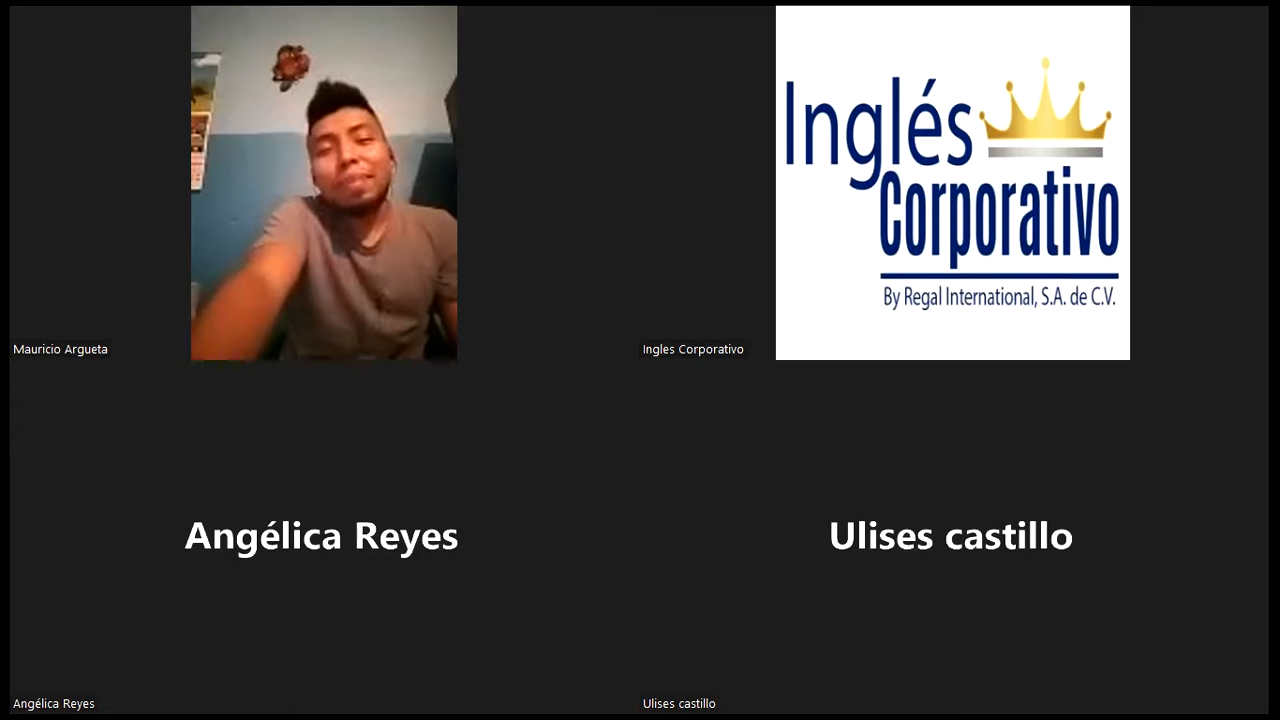 Inglés
Corporativo
By Regal International, S.A. de C.V.
Mauricio Argueta
Ingles Corporativo
Angélica Reyes
Ulises castillo
Angélica Reyes
Ulises castillo